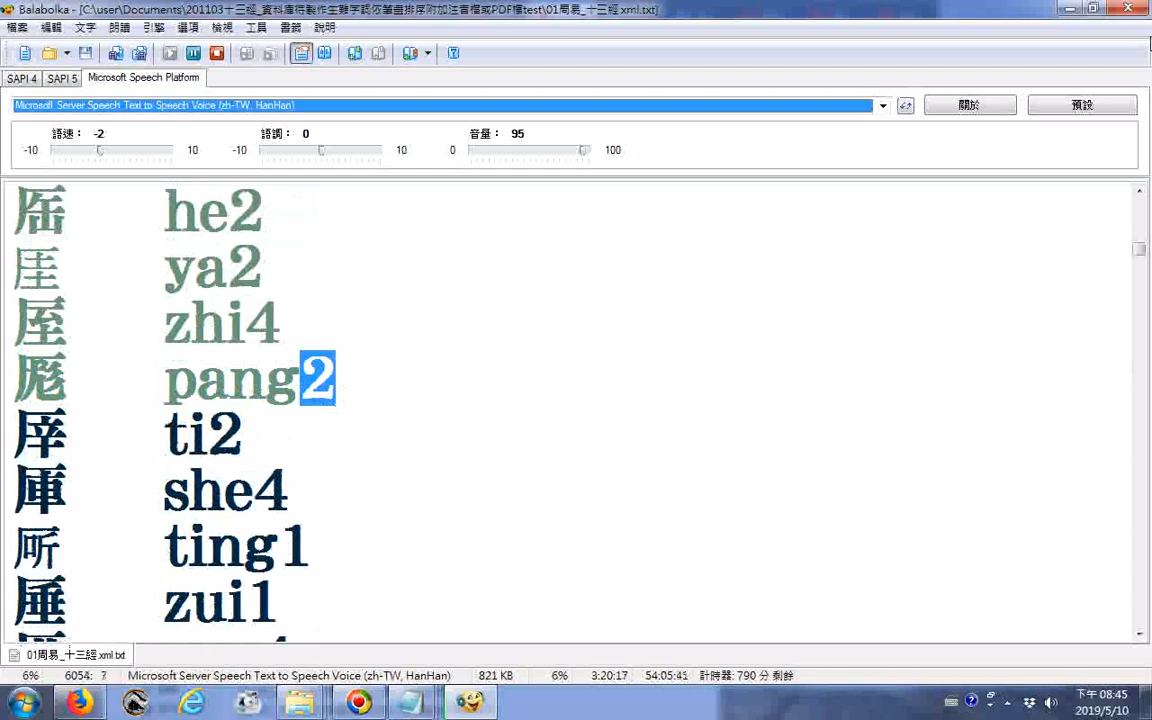 Balabolka - [C:\user\Documents\201103十三經_資料庫待製作生難字詞依筆畫排序附加注音檔或PDF檔test\01周易_十三經.xml.txt]
檔案 編輯 文字 朗讀 引擎 選項 檢視 工具 書籤 說明
SAPI 4 SAPI 5 Microsoft Speech Platform
Microsoft Server Speech Text to Speech Voice (zh-TW, HanHan) 關於 預設
語速： -2 語調： 0 音量： 95
-10 10 -10 10 0 100
he2
厓 ya2
厔 zhi4
pang2
ti2
厙 she4
ting1
zui1
01周易_十三經.xml.txt
6% 6054: 7 Microsoft Server Speech Text to Speech Voice (zh-TW, HanHan) 821 KB 6% 3:20:17 54:05:41 計時器: 790 分 剩餘
下午 08:45
2019/5/10